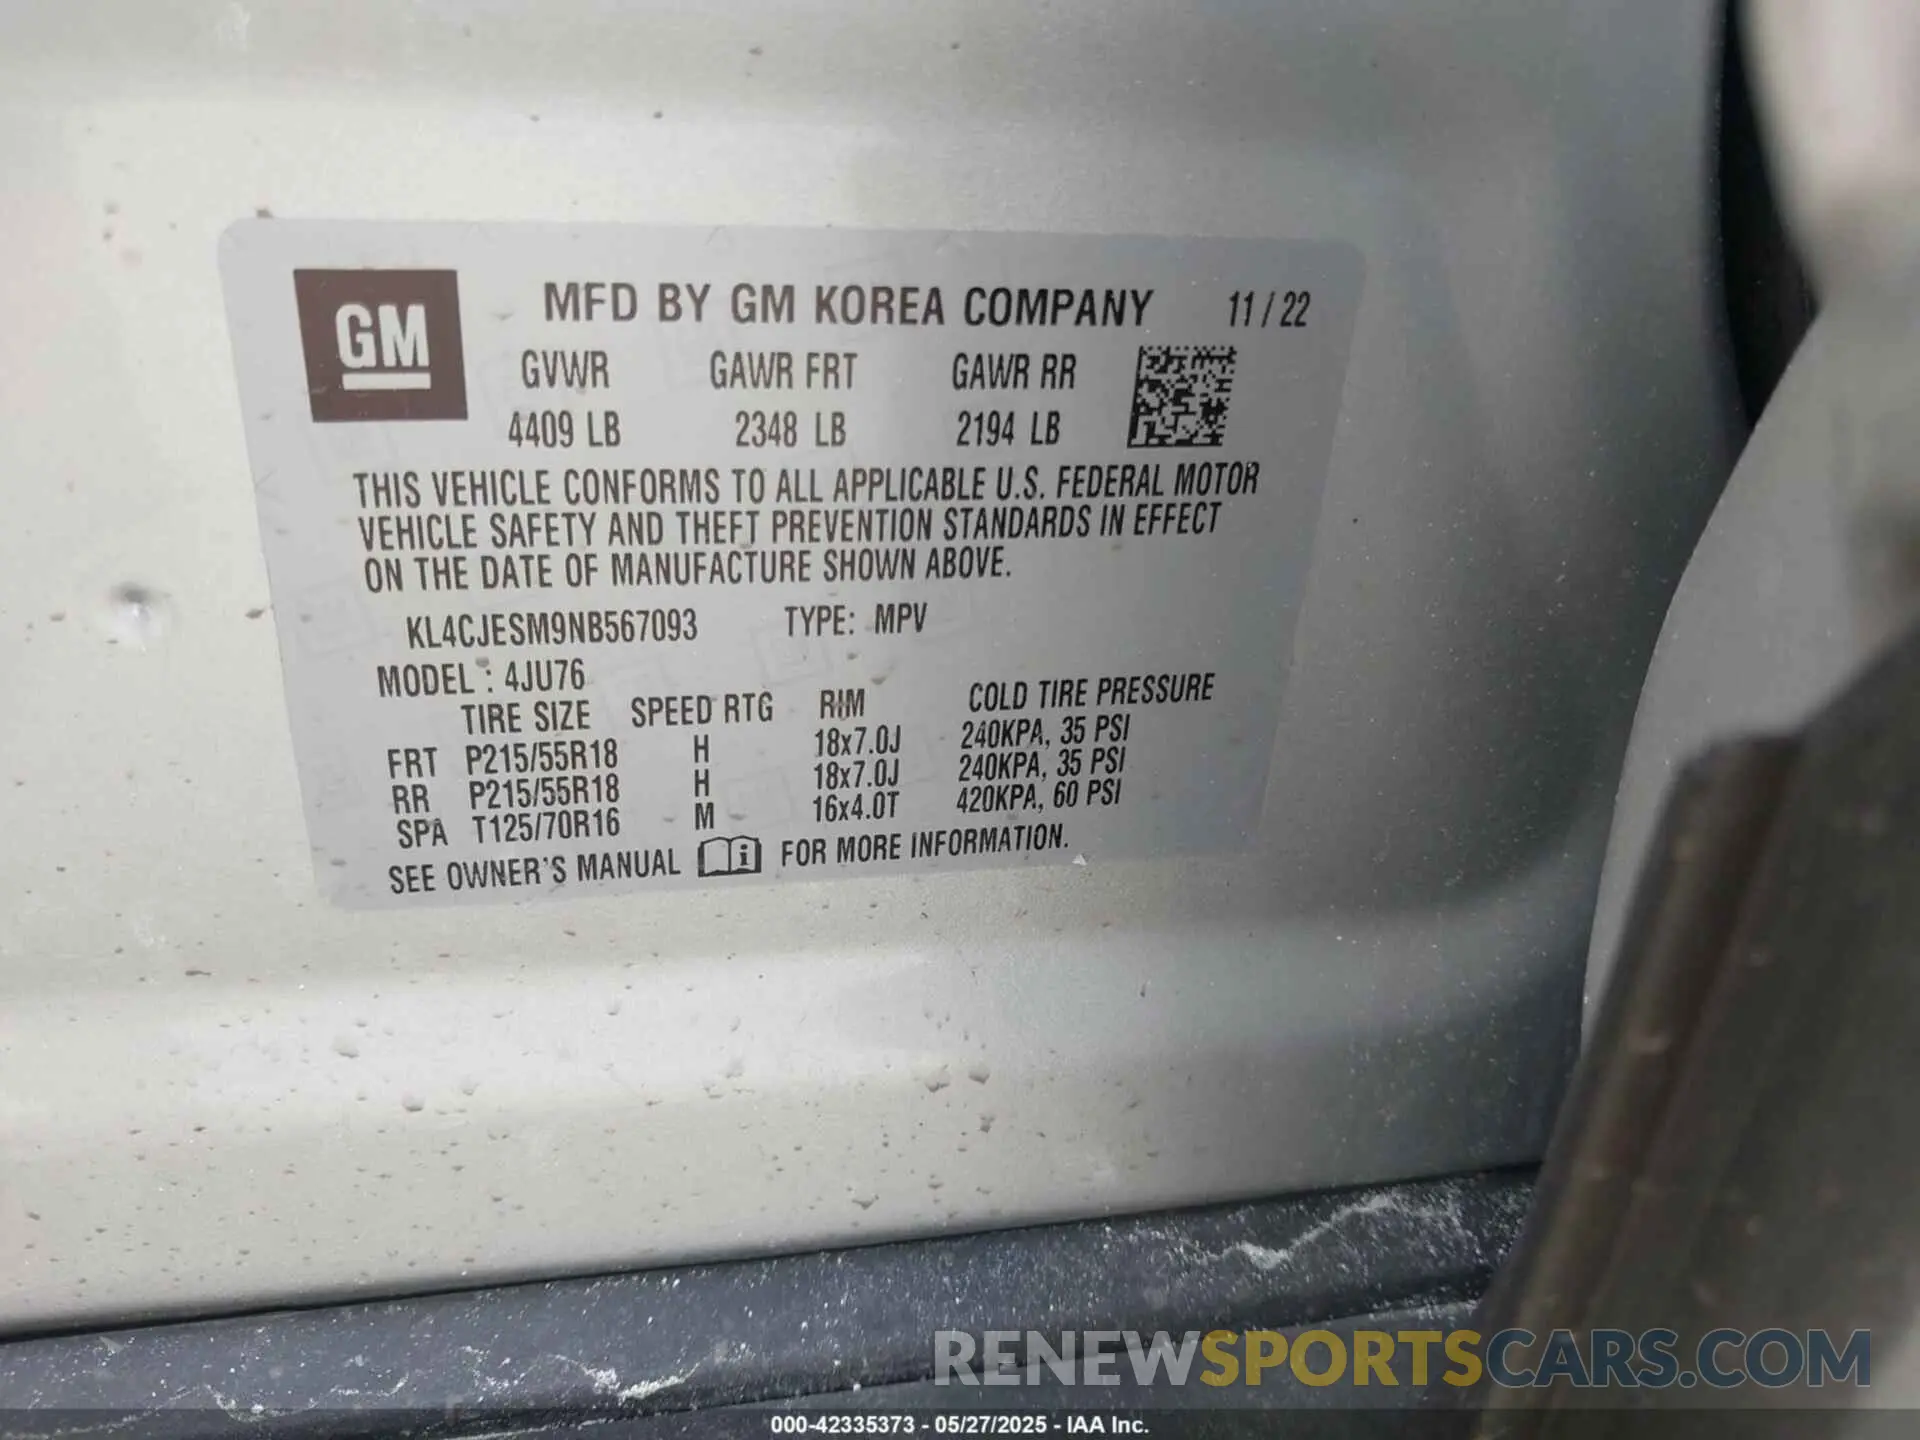 GM
MFD BY GM KOREA COMPANY 11 / 22
GVWR GAWR FRT GAWR RR
4409 LB 2348 LB 2194 LB
THIS VEHICLE CONFORMS TO ALL APPLICABLE U.S. FEDERAL MOTOR
VEHICLE SAFETY AND THEFT PREVENTION STANDARDS IN EFFECT
ON THE DATE OF MANUFACTURE SHOWN ABOVE.
KL4CJESM9NB567093 TYPE: MPV
MODEL : 4JU76
TIRE SIZE SPEED RTG RIM COLD TIRE PRESSURE
FRT P215/55R18 H 18x7.0J 240KPA, 35 PSI
RR P215/55R18 H 18x7.0J 240KPA, 35 PSI
SPA T125/70R16 M 16x4.0T 420KPA, 60 PSI
SEE OWNER'S MANUAL FOR MORE INFORMATION.
RENEWSPORTSCARS.COM
000-42335373 - 05/27/2025 - IAA Inc.